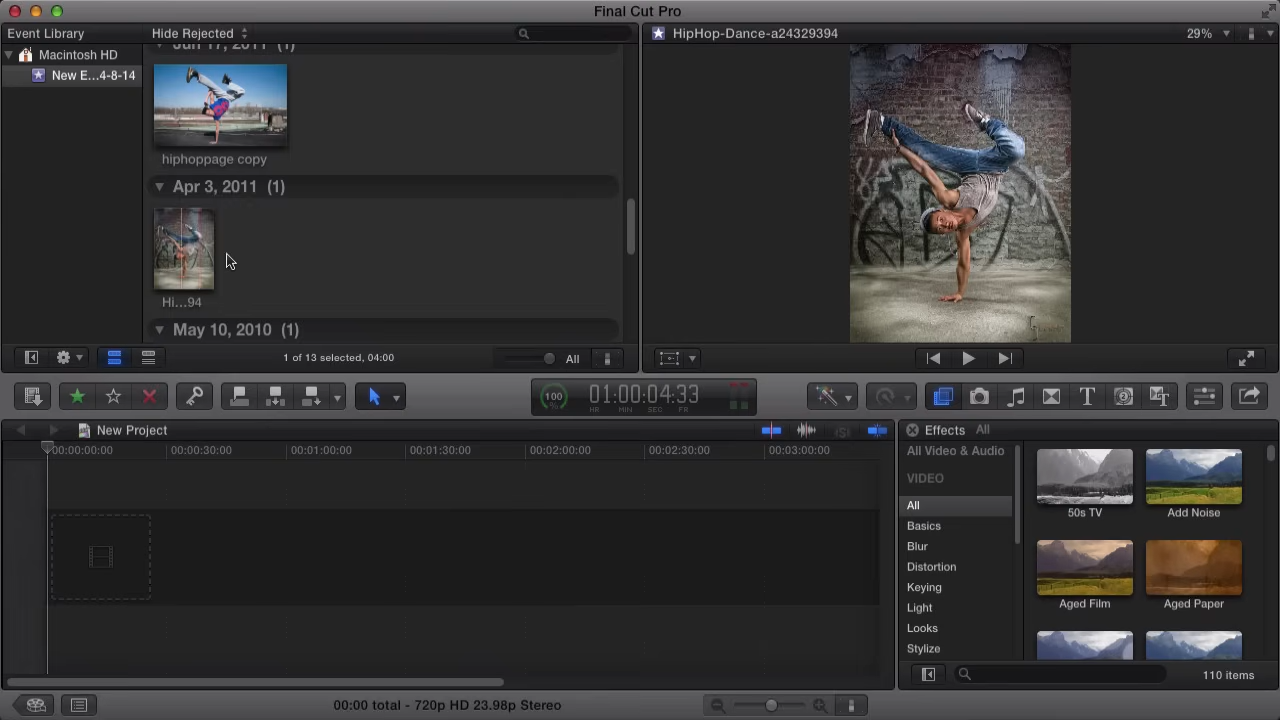 Final Cut Pro
Event Library
Hide Rejected
Macintosh HD
New E...4-8-14
Jun 17, 2011 (1)
hiphoppage copy
Apr 3, 2011 (1)
Hi...94
May 10, 2010 (1)
1 of 13 selected, 04:00
All
HipHop-Dance-a24329394
29%
100
01:00:04:33
HR MIN SEC FR
New Project
00:00:00:00
00:00:30:00
00:01:00:00
00:01:30:00
00:02:00:00
00:02:30:00
00:03:00:00
Effects All
All Video & Audio
VIDEO
All
Basics
Blur
Distortion
Keying
Light
Looks
Stylize
50s TV
Add Noise
Aged Film
Aged Paper
110 items
00:00 total - 720p HD 23.98p Stereo